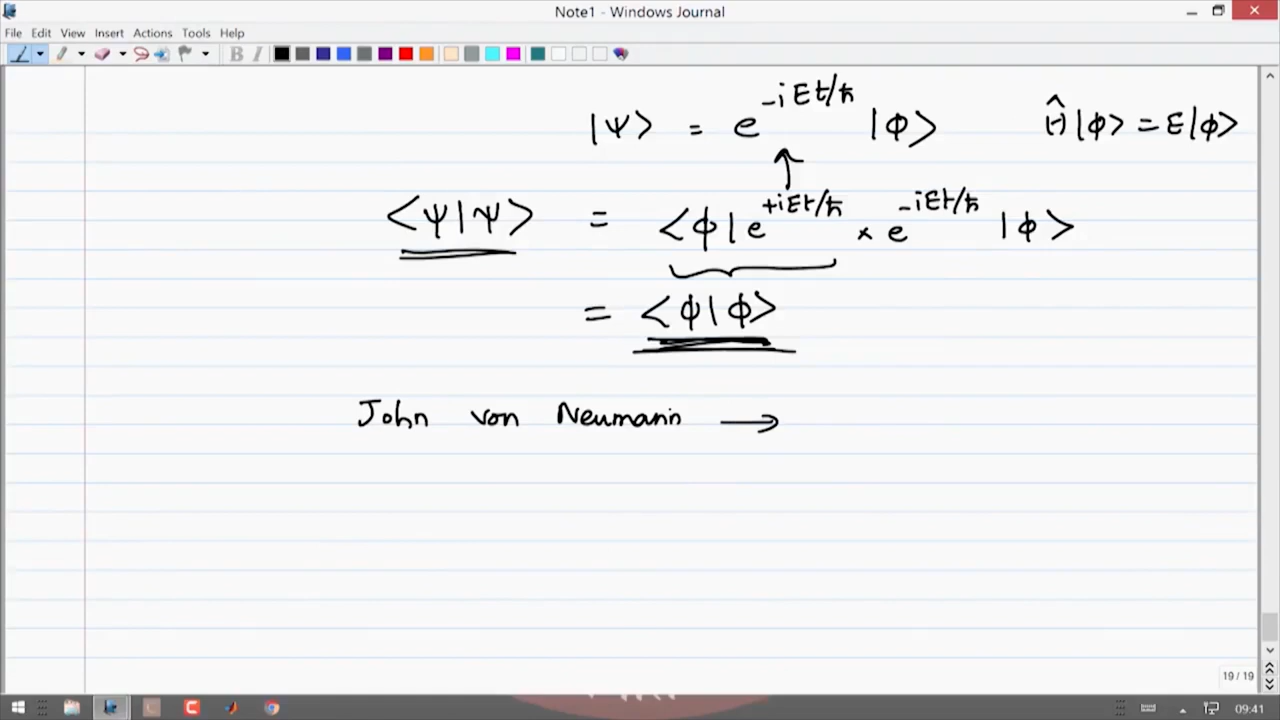 Note1 - Windows Journal
File Edit View Insert Actions Tools Help
B I
|Ψ> = e^{-iEt/ħ} |Φ> Ĥ|Φ> = E|Φ>
<Ψ|Ψ> = <Φ|e^{+iEt/ħ} × e^{-iEt/ħ} |Φ>
= <Φ|Φ>
John von Neumann →
19 / 19
09:41